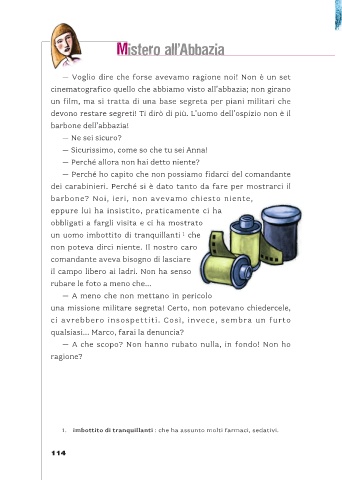 Mistero all'Abbazia
— Voglio dire che forse avevamo ragione noi! Non è un set
cinematografico quello che abbiamo visto all'abbazia; non girano
un film, ma si tratta di una base segreta per piani militari che
devono restare segreti! Ti dirò di più. L'uomo dell'ospizio non è il
barbone dell'abbazia!
— Ne sei sicuro?
— Sicurissimo, come so che tu sei Anna!
— Perché allora non hai detto niente?
— Perché ho capito che non possiamo fidarci del comandante
dei carabinieri. Perché si è dato tanto da fare per mostrarci il
barbone? Noi, ieri, non avevamo chiesto niente,
eppure lui ha insistito, praticamente ci ha
obbligati a fargli visita e ci ha mostrato
un uomo imbottito di tranquillanti 1 che
non poteva dirci niente. Il nostro caro
comandante aveva bisogno di lasciare
il campo libero ai ladri. Non ha senso
rubare le foto a meno che...
— A meno che non mettano in pericolo
una missione militare segreta! Certo, non potevano chiedercele,
ci avrebbero insospettiti. Così, invece, sembra un furto
qualsiasi... Marco, farai la denuncia?
— A che scopo? Non hanno rubato nulla, in fondo! Non ho
ragione?
1. imbottito di tranquillanti : che ha assunto molti farmaci, sedativi.
114